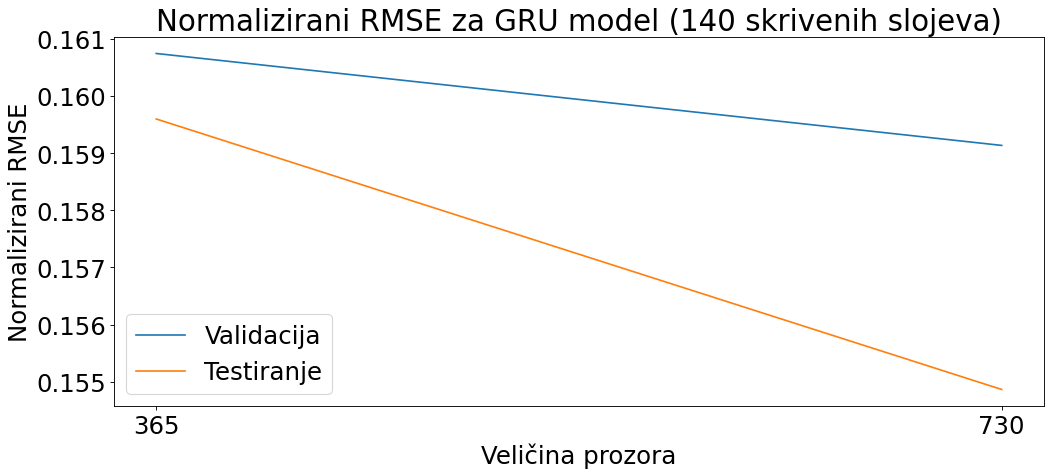 Normalizirani RMSE za GRU model (140 skrivenih slojeva)
Normalizirani RMSE
0.161
0.160
0.159
0.158
0.157
0.156
0.155
Validacija
Testiranje
365
730
Veličina prozora